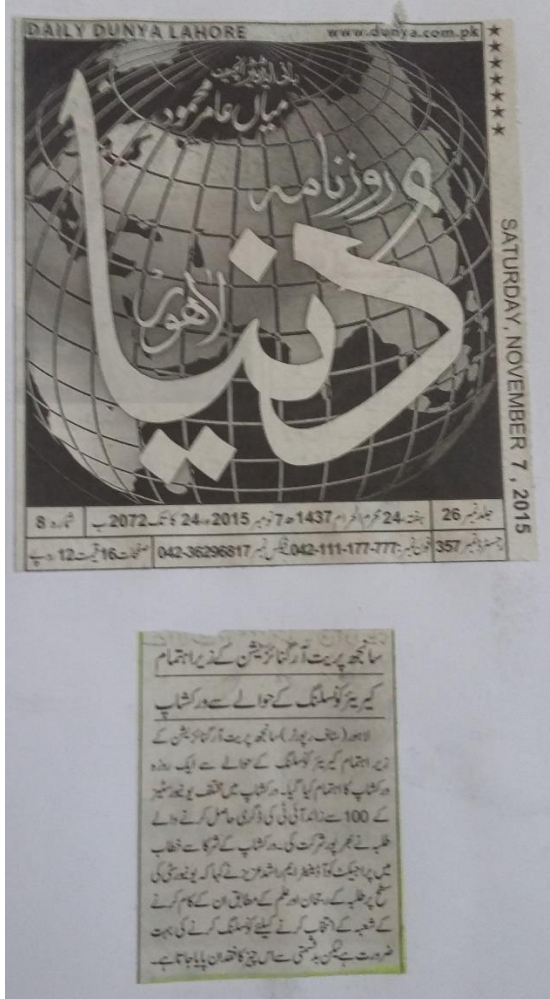 DAILY DUNYA LAHORE www.dunya.com.pk
میاں عامر محمود
روزنامہ
دنیا
لاہور
SATURDAY, NOVEMBER 7, 2015
جلد نمبر 26 ہفتہ، 24 محرم الحرام 1437ھ 7 نومبر 2015ء 24 کاتک 2072 ب شمارہ 8
رجسٹرڈ نمبر 357 فون نمبر: 042-111-177-777 فیکس نمبر 042-36296817 صفحات 16 قیمت 12 روپے
سانجھ پریت آرگنائزیشن کے زیر اہتمام
کیریئر کونسلنگ کے حوالے سے ورکشاپ
لاہور (سٹاف رپورٹر) سانجھ پریت آرگنائزیشن کے
زیر اہتمام کیریئر کونسلنگ کے حوالے سے ایک روزہ
ورکشاپ کا اہتمام کیا گیا۔ ورکشاپ میں مختلف یونیورسٹیز
کے 100 سے زائد آئی ٹی کی ڈگری حاصل کرنے والے
طلبہ نے بھرپور شرکت کی۔ ورکشاپ کے شرکا سے خطاب
میں پراجیکٹ کوآرڈینیٹر ایم راشد عزیز نے کہا کہ یونیورسٹی کی
سطح پر طلبہ کے رجحان اور علم کے مطابق ان کے کام کرنے
کے شعبہ کے انتخاب کرنے کیلئے کونسلنگ کرنے کی بہت
ضرورت ہے لیکن بدقسمتی سے اس چیز کا فقدان پایا جاتا ہے۔